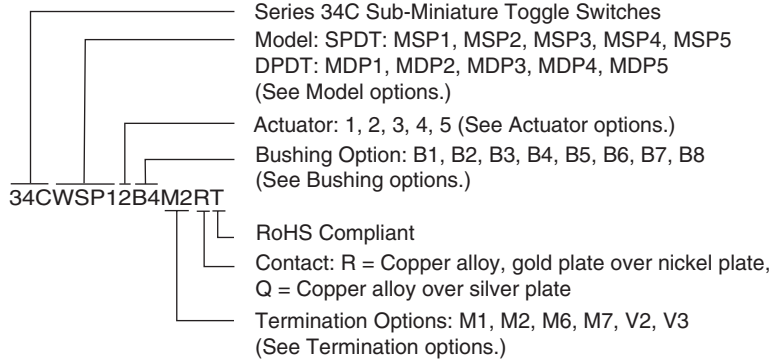 Series 34C Sub-Miniature Toggle Switches
Model: SPDT: MSP1, MSP2, MSP3, MSP4, MSP5
DPDT: MDP1, MDP2, MDP3, MDP4, MDP5
(See Model options.)
Actuator: 1, 2, 3, 4, 5 (See Actuator options.)
Bushing Option: B1, B2, B3, B4, B5, B6, B7, B8
(See Bushing options.)
34CWSP12B4M2RT
RoHS Compliant
Contact: R = Copper alloy, gold plate over nickel plate,
Q = Copper alloy over silver plate
Termination Options: M1, M2, M6, M7, V2, V3
(See Termination options.)